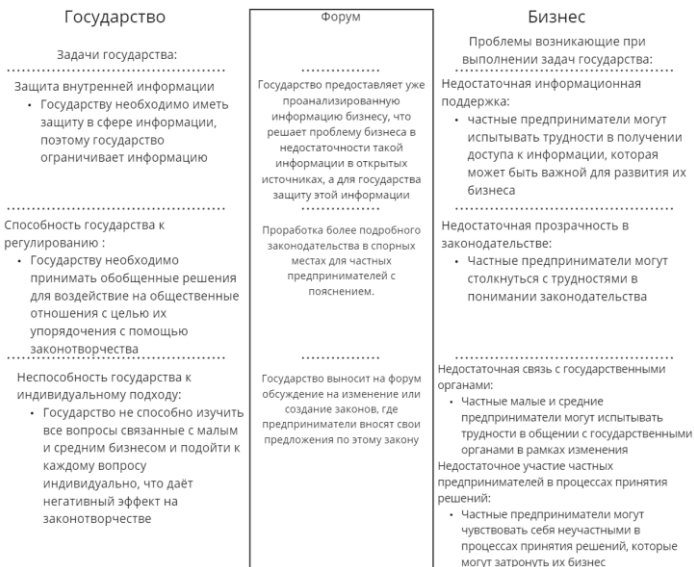 Государство
Задачи государства:
Защита внутренней информации
• Государству необходимо иметь
защиту в сфере информации,
поэтому государство
ограничивает информацию
Способность государства к
регулированию :
• Государству необходимо
принимать обобщенные решения
для воздействие на общественные
отношения с целью их
упорядочения с помощью
законотворчества
Неспособность государства к
индивидуальному подходу:
• Государство не способно изучить
все вопросы связанные с малым
и средним бизнесом и подойти к
каждому вопросу
индивидуально, что даёт
негативный эффект на
законотворчестве
Форум
Государство предоставляет уже
проанализированную
информацию бизнесу, что
решает проблему бизнеса в
недостаточности такой
информации в открытых
источниках, а для государства
защиту этой информации
Проработка более подробного
законодательства в спорных
местах для частных
предпринимателей с
пояснением.
Государство выносит на форум
обсуждение на изменение или
создание законов, где
предприниматели вносят свои
предложения по этому закону
Бизнес
Проблемы возникающие при
выполнении задач государства:
Недостаточная информационная
поддержка:
• частные предприниматели могут
испытывать трудности в получении
доступа к информации, которая
может быть важной для развития их
бизнеса
Недостаточная прозрачность в
законодательстве:
• Частные предприниматели могут
столкнуться с трудностями в
понимании законодательства
Недостаточная связь с государственными
органами:
• Частные малые и средние
предприниматели могут испытывать
трудности в общении с государственными
органами в рамках изменения
Недостаточное участие частных
предпринимателей в процессах принятия
решений:
• Частные предприниматели могут
чувствовать себя неучастными в
процессах принятия решений, которые
могут затронуть их бизнес